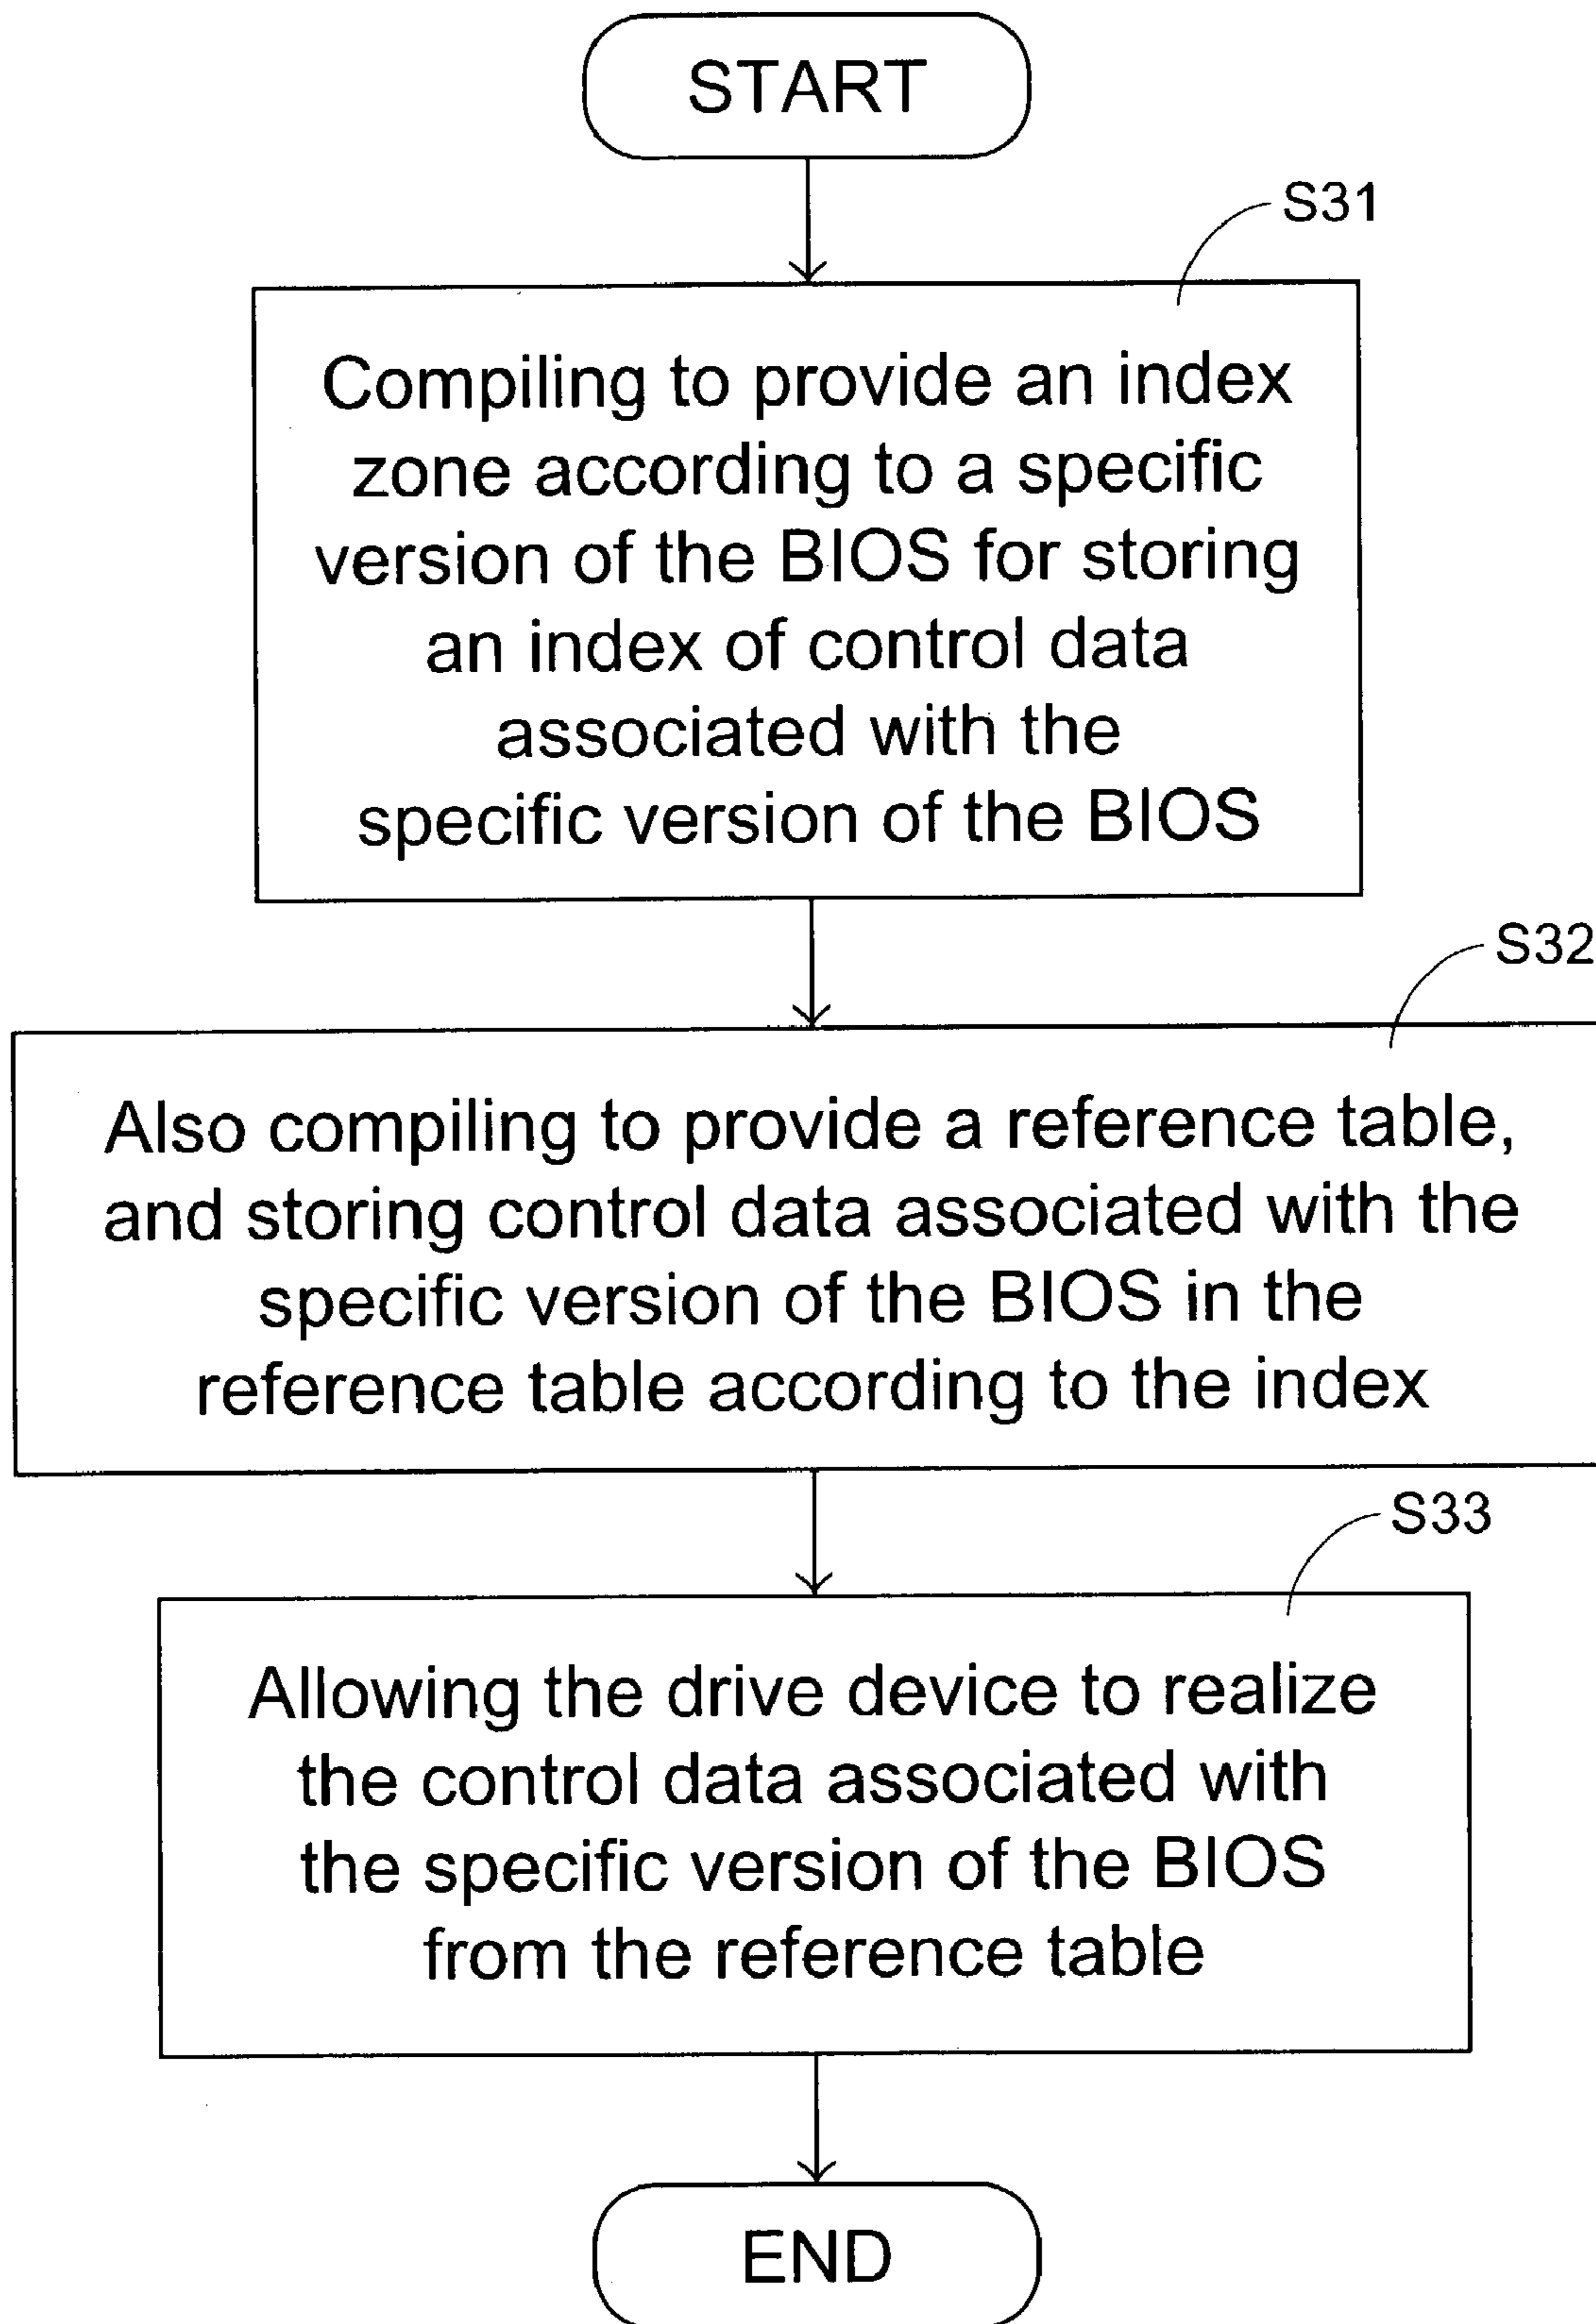 START
S31
Compiling to provide an index
zone according to a specific
version of the BIOS for storing
an index of control data
associated with the
specific version of the BIOS
S32
Also compiling to provide a reference table,
and storing control data associated with the
specific version of the BIOS in the
reference table according to the index
S33
Allowing the drive device to realize
the control data associated with
the specific version of the BIOS
from the reference table
END